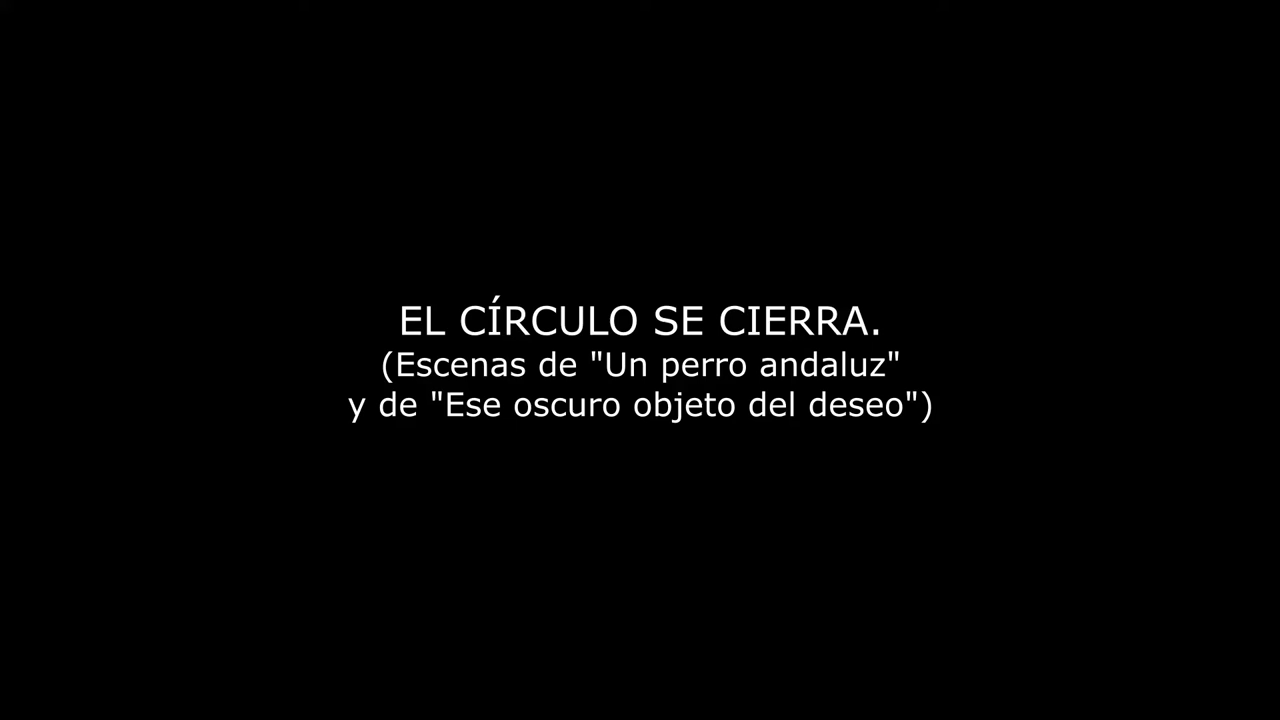 EL CÍRCULO SE CIERRA.
(Escenas de "Un perro andaluz"
y de "Ese oscuro objeto del deseo")